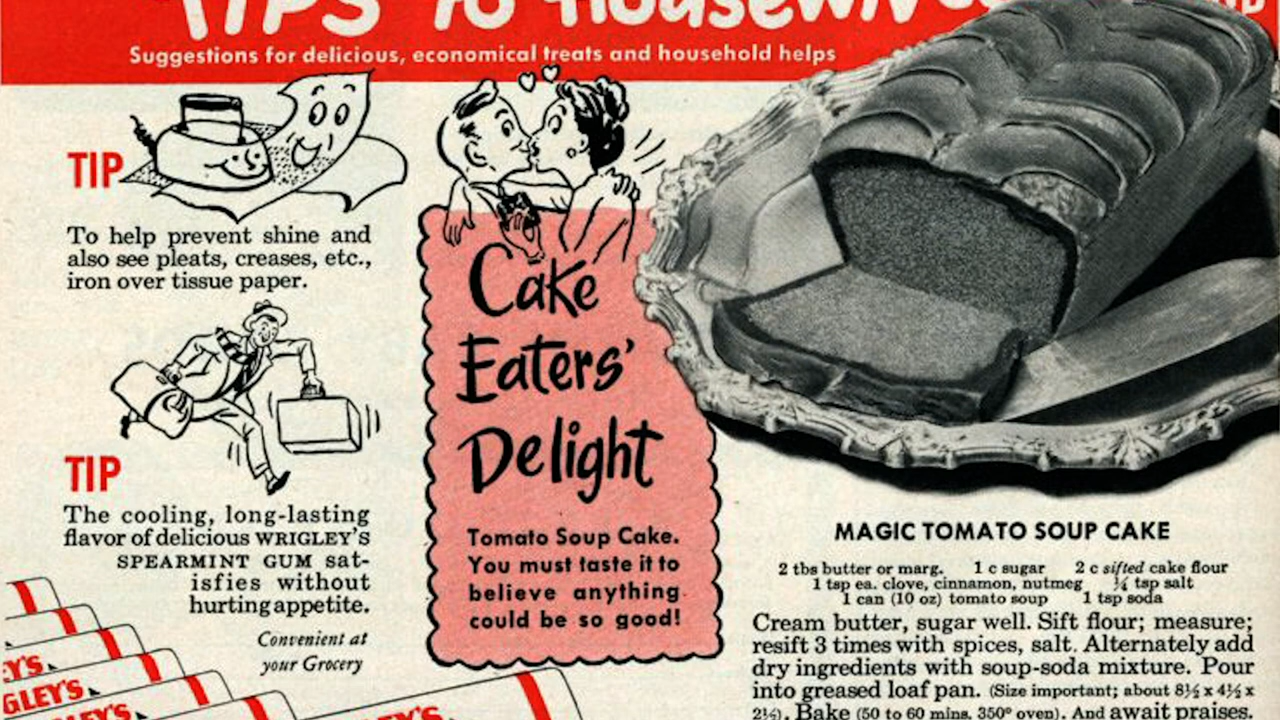 TIPS To Housewives
Suggestions for delicious, economical treats and household helps
TIP
To help prevent shine and
also see pleats, creases, etc.,
iron over tissue paper.
TIP
The cooling, long-lasting
flavor of delicious WRIGLEY'S
SPEARMINT GUM sat-
isfies without
hurting appetite.
Convenient at
your Grocery
EY'S
GLEY'S
LEY'S
Y'S
Cake
Eaters'
Delight
Tomato Soup Cake.
You must taste it to
believe anything
could be so good!
MAGIC TOMATO SOUP CAKE
2 tbs butter or marg. 1 c sugar 2 c sifted cake flour
1 tsp ea. clove, cinnamon, nutmeg ¼ tsp salt
1 can (10 oz) tomato soup 1 tsp soda
Cream butter, sugar well. Sift flour; measure;
resift 3 times with spices, salt. Alternately add
dry ingredients with soup-soda mixture. Pour
into greased loaf pan. (Size important; about 8½ x 4½ x
2½). Bake (50 to 60 mins. 350° oven). And await praises.